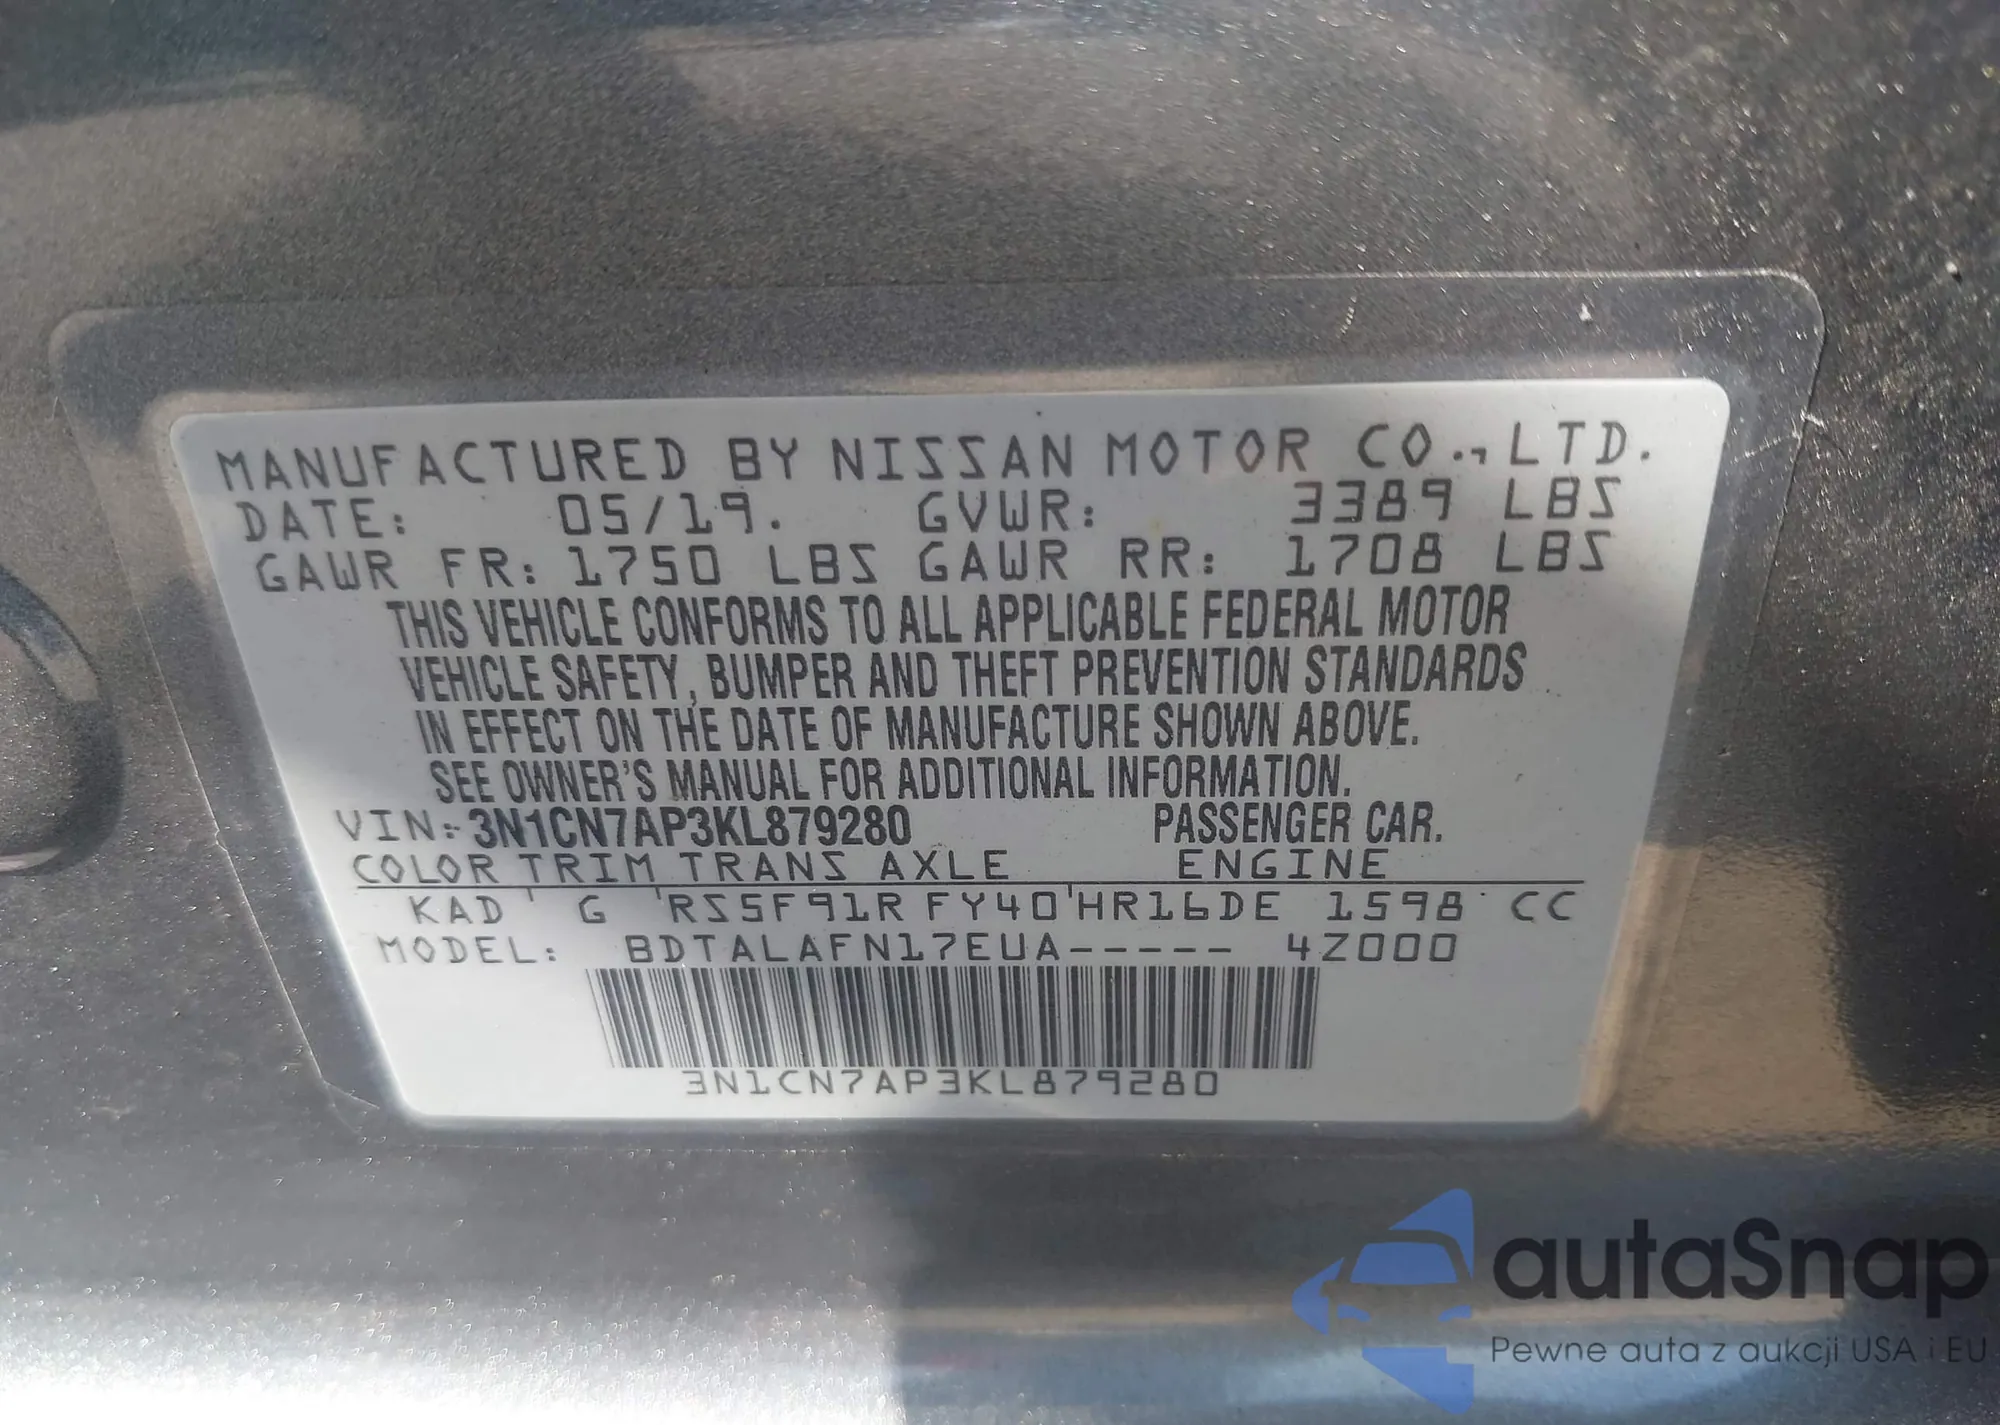 MANUFACTURED BY NISSAN MOTOR CO., LTD.
DATE: 05/19. GVWR: 3389 LBS
GAWR FR: 1750 LBS GAWR RR: 1708 LBS
THIS VEHICLE CONFORMS TO ALL APPLICABLE FEDERAL MOTOR
VEHICLE SAFETY, BUMPER AND THEFT PREVENTION STANDARDS
IN EFFECT ON THE DATE OF MANUFACTURE SHOWN ABOVE.
SEE OWNER'S MANUAL FOR ADDITIONAL INFORMATION.
VIN: 3N1CN7AP3KL879280 PASSENGER CAR.
COLOR TRIM TRANS AXLE ENGINE
KAD ' G 'RS5F91R FY40'HR16DE 1598 CC
MODEL: BDTALAFN17EUA----- 4Z000
3N1CN7AP3KL879280
autaSnap
Pewne auta z aukcji USA i EU